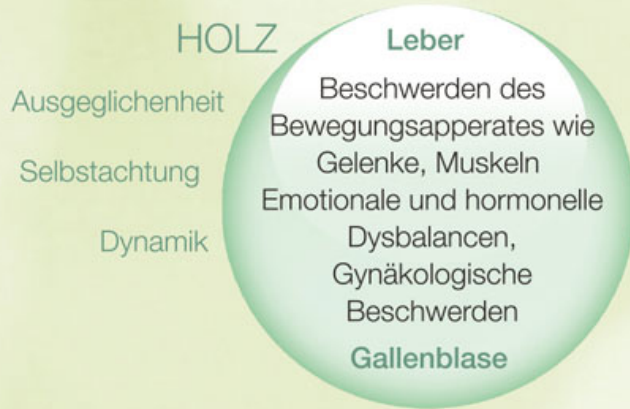 HOLZ
Ausgeglichenheit
Selbstachtung
Dynamik
Leber
Beschwerden des
Bewegungsapperates wie
Gelenke, Muskeln
Emotionale und hormonelle
Dysbalancen,
Gynäkologische
Beschwerden
Gallenblase